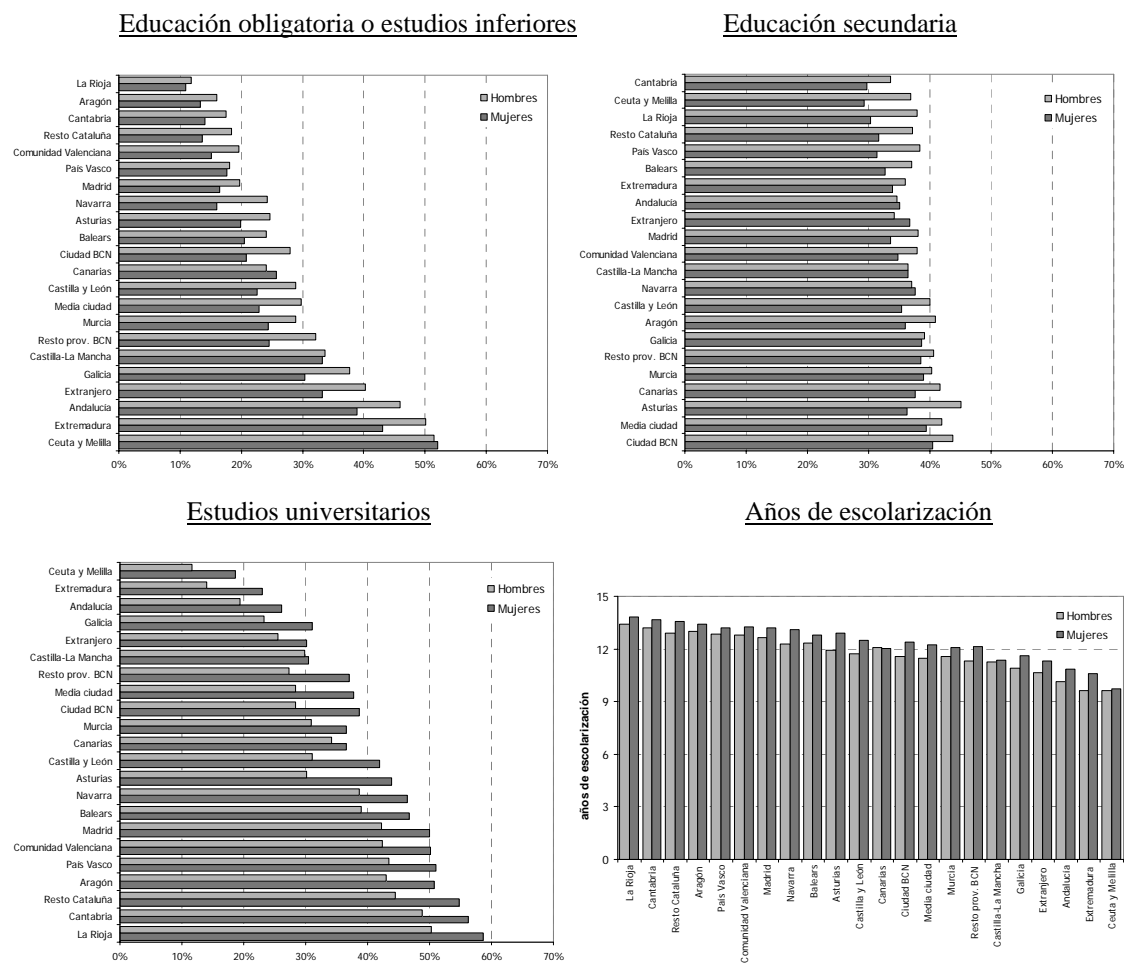 Educación obligatoria o estudios inferiores
La Rioja
Aragón
Cantabria
Resto Cataluña
Comunidad Valenciana
País Vasco
Madrid
Navarra
Asturias
Balears
Ciudad BCN
Canarias
Castilla y León
Media ciudad
Murcia
Resto prov. BCN
Castilla-La Mancha
Galicia
Extranjero
Andalucía
Extremadura
Ceuta y Melilla
0% 10% 20% 30% 40% 50% 60% 70%
Hombres
Mujeres
Educación secundaria
Cantabria
Ceuta y Melilla
La Rioja
Resto Cataluña
País Vasco
Balears
Extremadura
Andalucía
Extranjero
Madrid
Comunidad Valenciana
Castilla-La Mancha
Navarra
Castilla y León
Aragón
Galicia
Resto prov. BCN
Murcia
Canarias
Asturias
Media ciudad
Ciudad BCN
0% 10% 20% 30% 40% 50% 60% 70%
Hombres
Mujeres
Estudios universitarios
Ceuta y Melilla
Extremadura
Andalucía
Galicia
Extranjero
Castilla-La Mancha
Resto prov. BCN
Media ciudad
Ciudad BCN
Murcia
Canarias
Castilla y León
Asturias
Navarra
Balears
Madrid
Comunidad Valenciana
País Vasco
Aragón
Resto Cataluña
Cantabria
La Rioja
0% 10% 20% 30% 40% 50% 60% 70%
Hombres
Mujeres
Años de escolarización
años de escolarización
15
12
9
6
3
0
Hombres
Mujeres
La Rioja
Cantabria
Resto Cataluña
Aragón
País Vasco
Comunidad Valenciana
Madrid
Navarra
Balears
Asturias
Castilla y León
Canarias
Ciudad BCN
Media ciudad
Murcia
Resto prov. BCN
Castilla-La Mancha
Galicia
Extranjero
Andalucía
Extremadura
Ceuta y Melilla